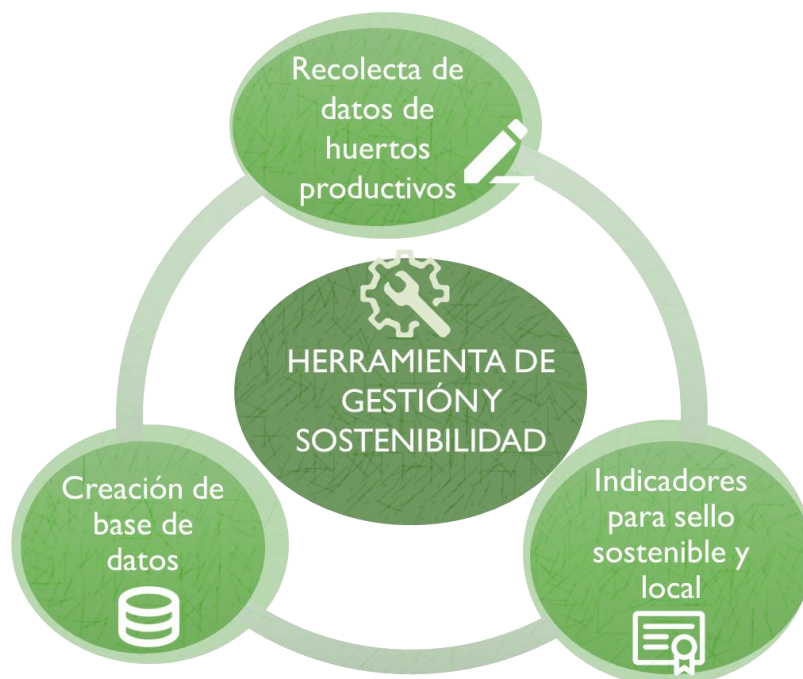 Recolecta de
datos de
huertos
productivos
HERRAMIENTA DE
GESTIÓN Y
SOSTENIBILIDAD
Creación de
base de
datos
Indicadores
para sello
sostenible y
local